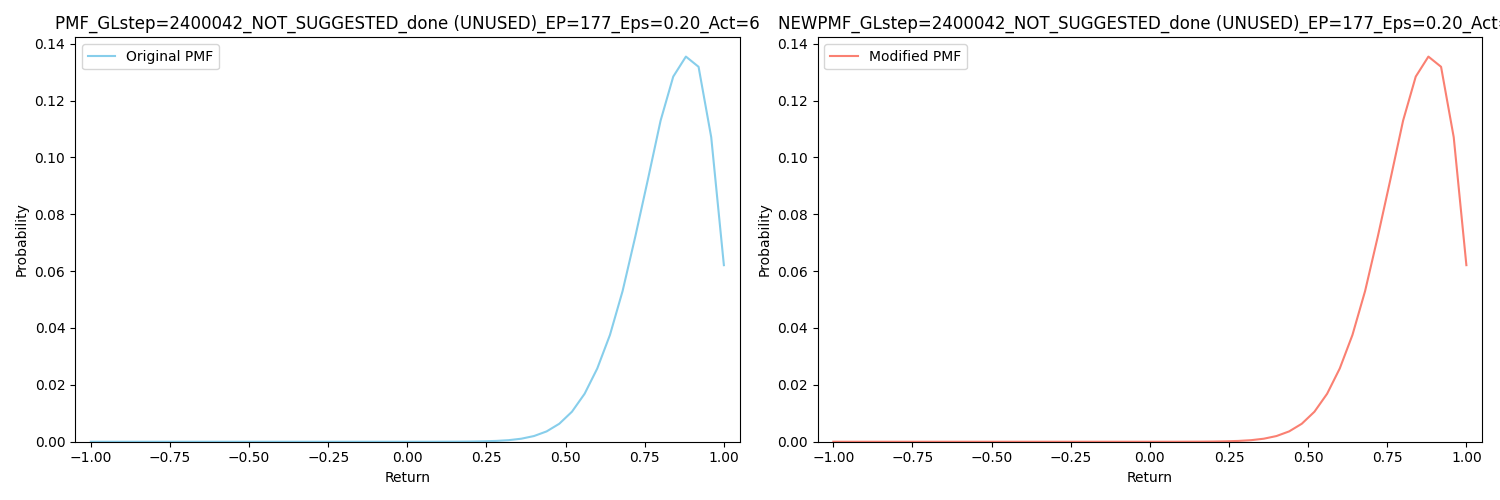 PMF_GLstep=2400042_NOT_SUGGESTED_done (UNUSED)_EP=177_Eps=0.20_Act=6
Original PMF
0.14
0.12
0.10
0.08
0.06
0.04
0.02
0.00
Probability
−1.00 −0.75 −0.50 −0.25 0.00 0.25 0.50 0.75 1.00
Return
NEWPMF_GLstep=2400042_NOT_SUGGESTED_done (UNUSED)_EP=177_Eps=0.20_Act=
Modified PMF
0.14
0.12
0.10
0.08
0.06
0.04
0.02
0.00
Probability
−1.00 −0.75 −0.50 −0.25 0.00 0.25 0.50 0.75 1.00
Return